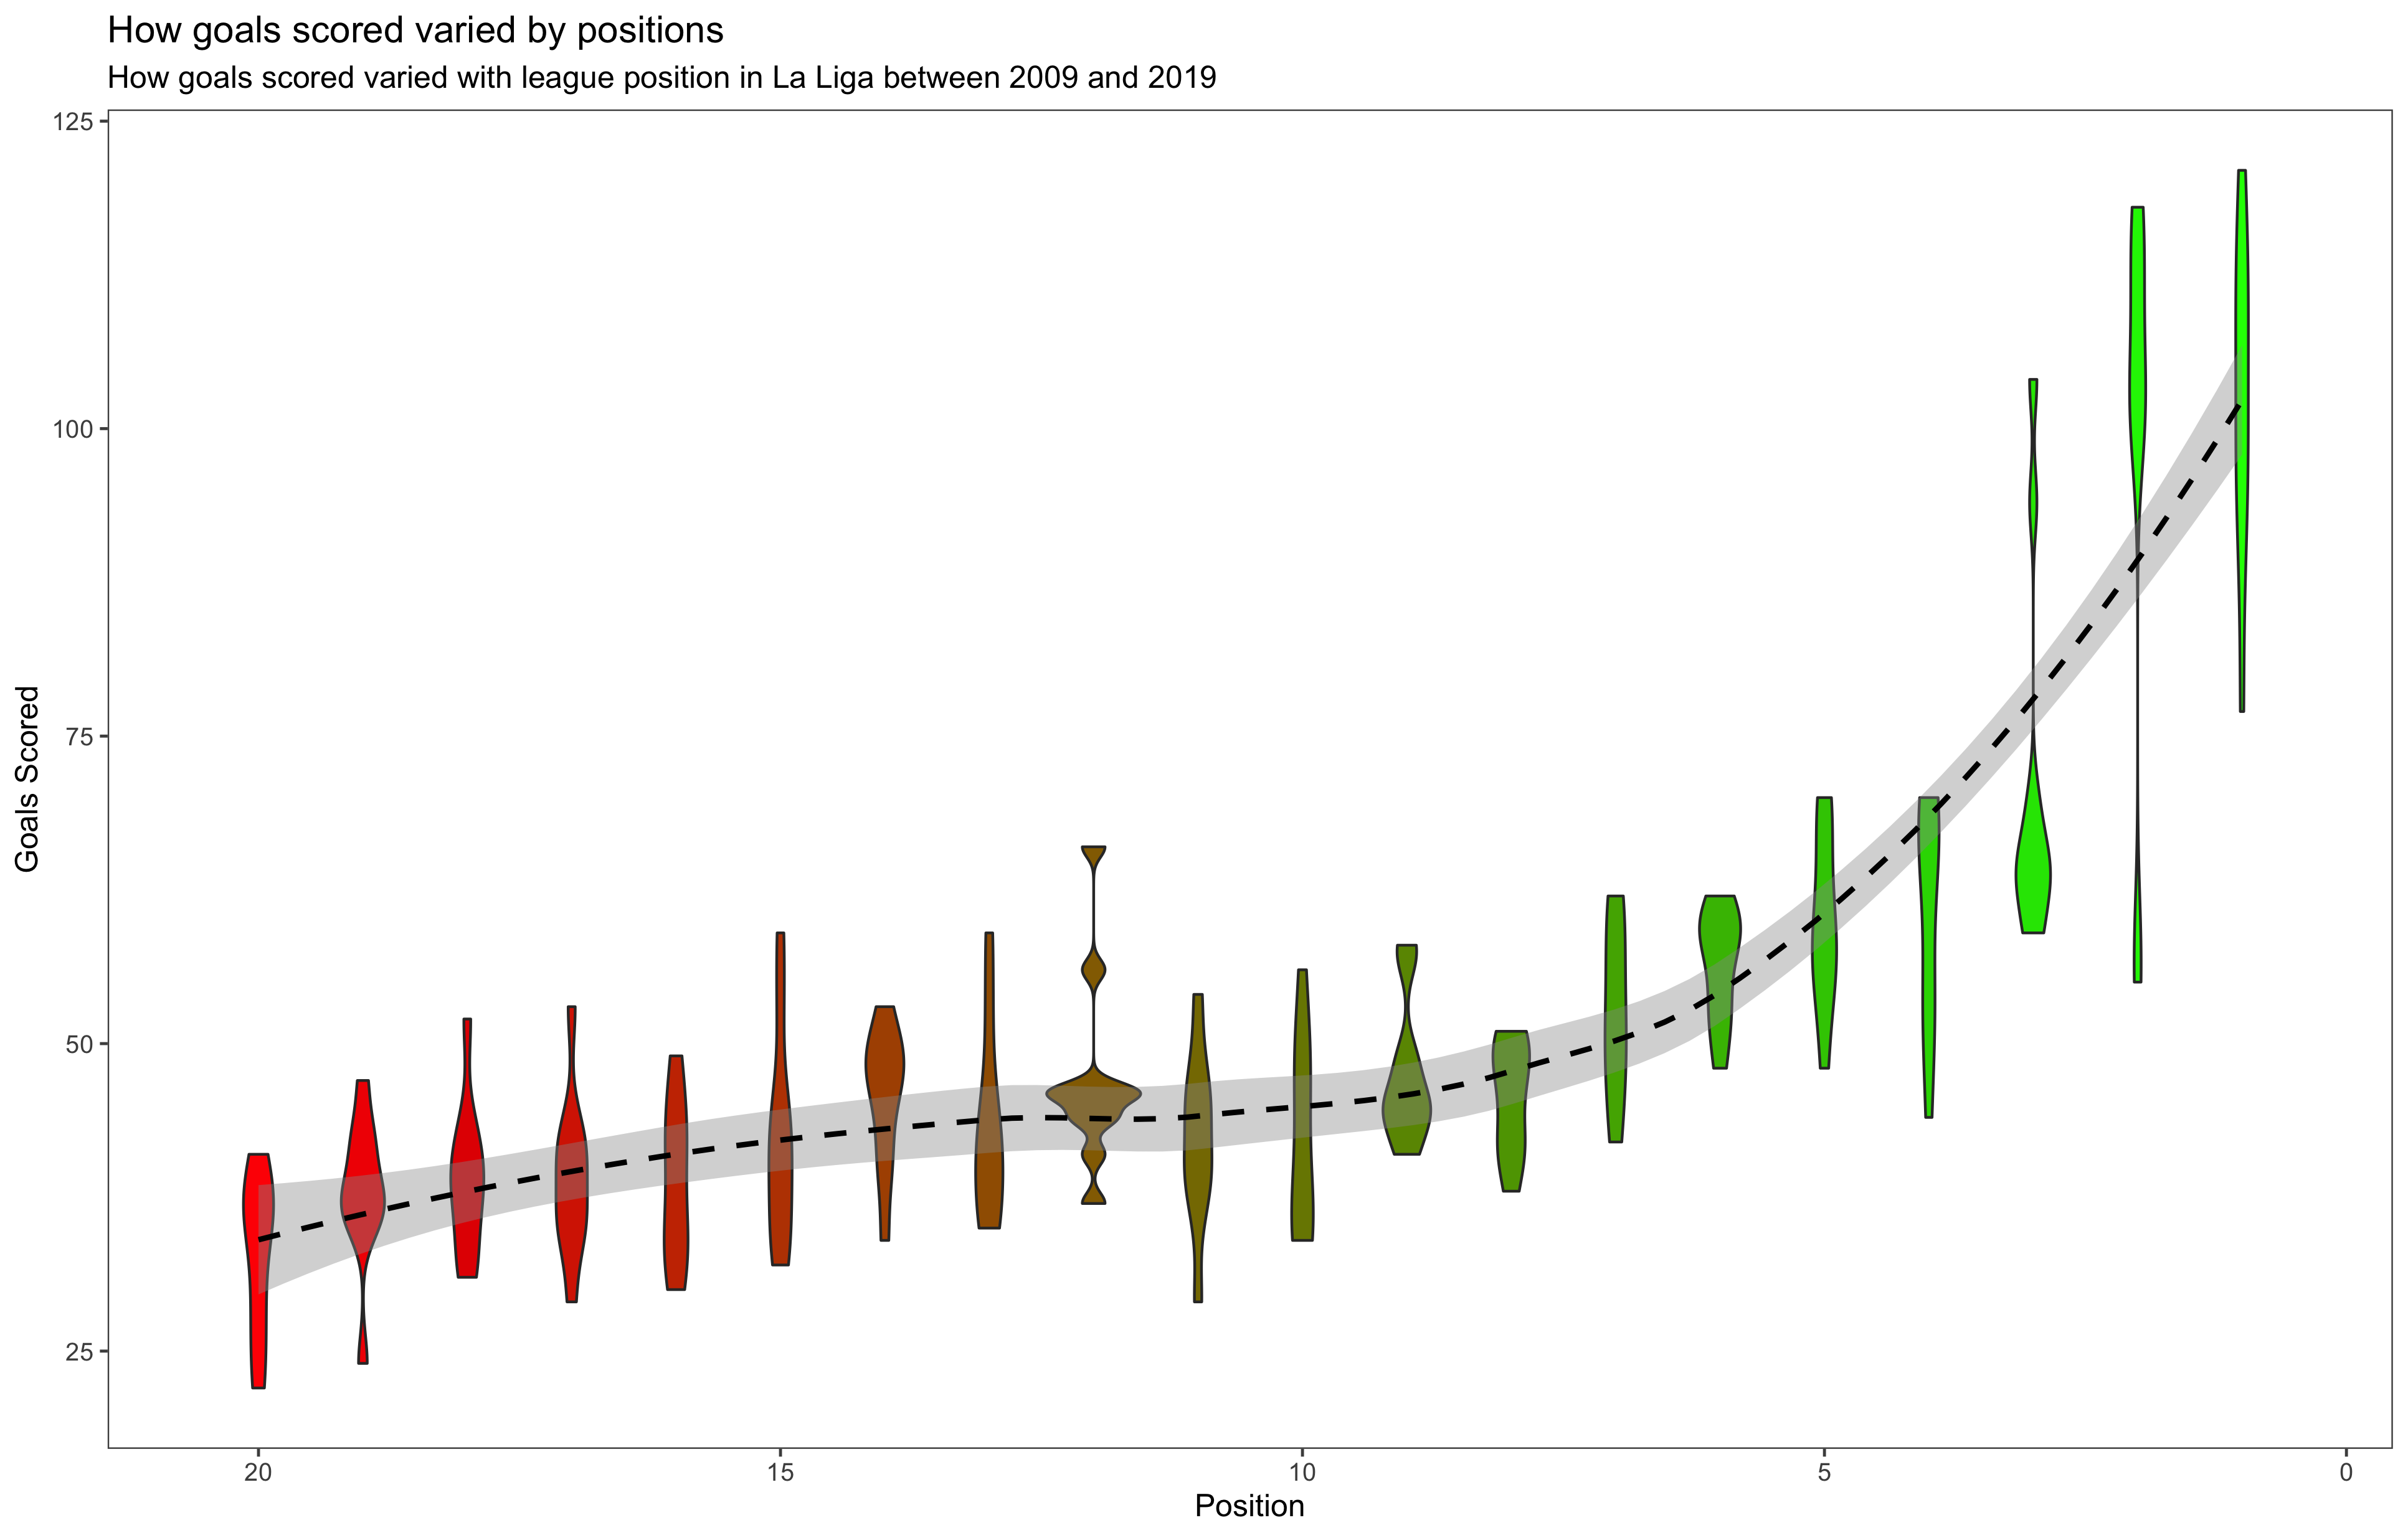 How goals scored varied by positions
How goals scored varied with league position in La Liga between 2009 and 2019
125
100
75
50
25
Goals Scored
20 15 10 5 0
Position